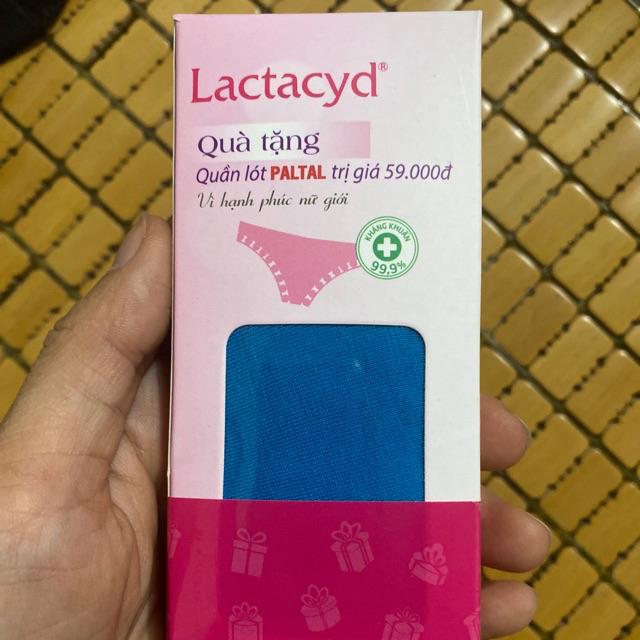 Lactacyd®
Quà tặng
Quần lót PALTAL trị giá 59.000đ
Vì hạnh phúc nữ giới
KHÁNG KHUẨN
99,9%